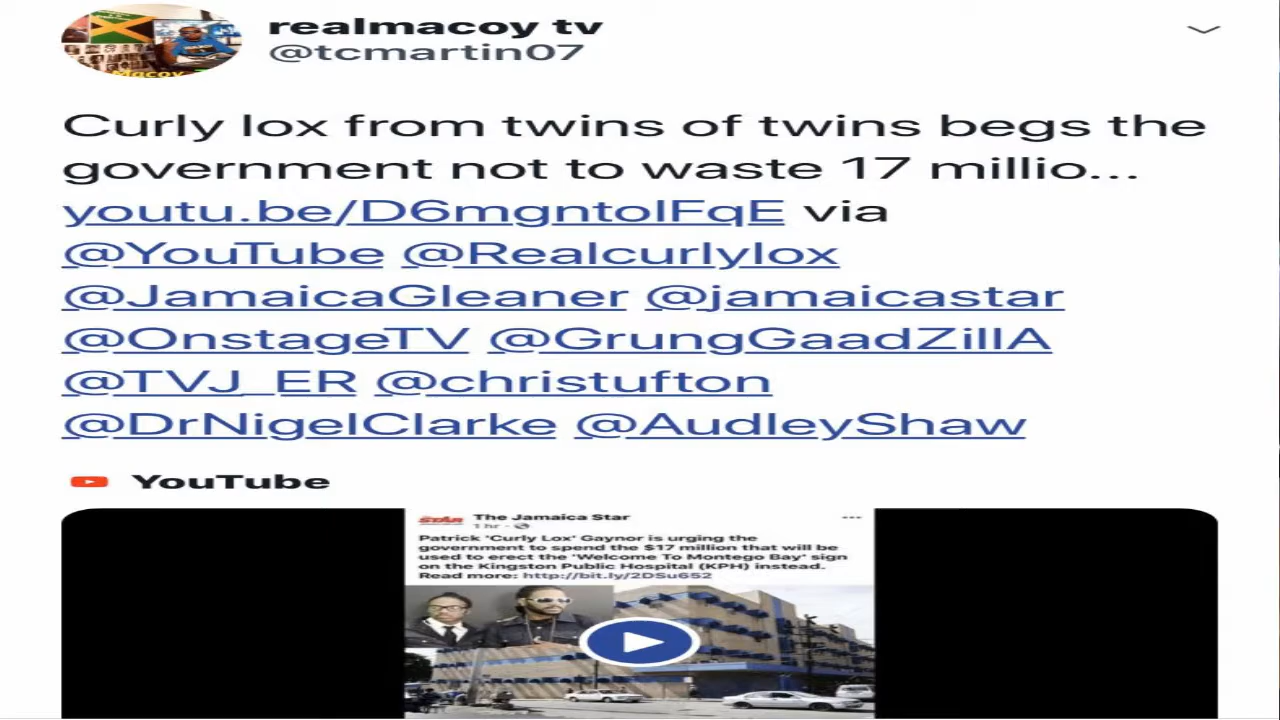 realmacoy tv
@tcmartin07
Curly lox from twins of twins begs the
government not to waste 17 millio...
youtu.be/D6mgntolFqE via
@YouTube @Realcurlylox
@JamaicaGleaner @jamaicastar
@OnstageTV @GrungGaadZillA
@TVJ_ER @christufton
@DrNigelClarke @AudleyShaw
YouTube
STAR The Jamaica Star
1 hr
Patrick 'Curly Lox' Gaynor is urging the
government to spend the $17 million that will be
used to erect the 'Welcome To Montego Bay' sign
on the Kingston Public Hospital (KPH) instead.
Read more: http://bit.ly/2DSu652